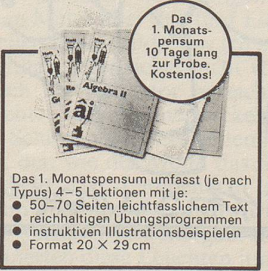 Das
1. Monats-
pensum
10 Tage lang
zur Probe.
Kostenlos!
Algebra II
Das 1. Monatspensum umfasst (je nach
Typus) 4–5 Lektionen mit je:
● 50–70 Seiten leichtfasslichem Text
● reichhaltigen Übungsprogrammen
● instruktiven Illustrationsbeispielen
● Format 20 × 29 cm